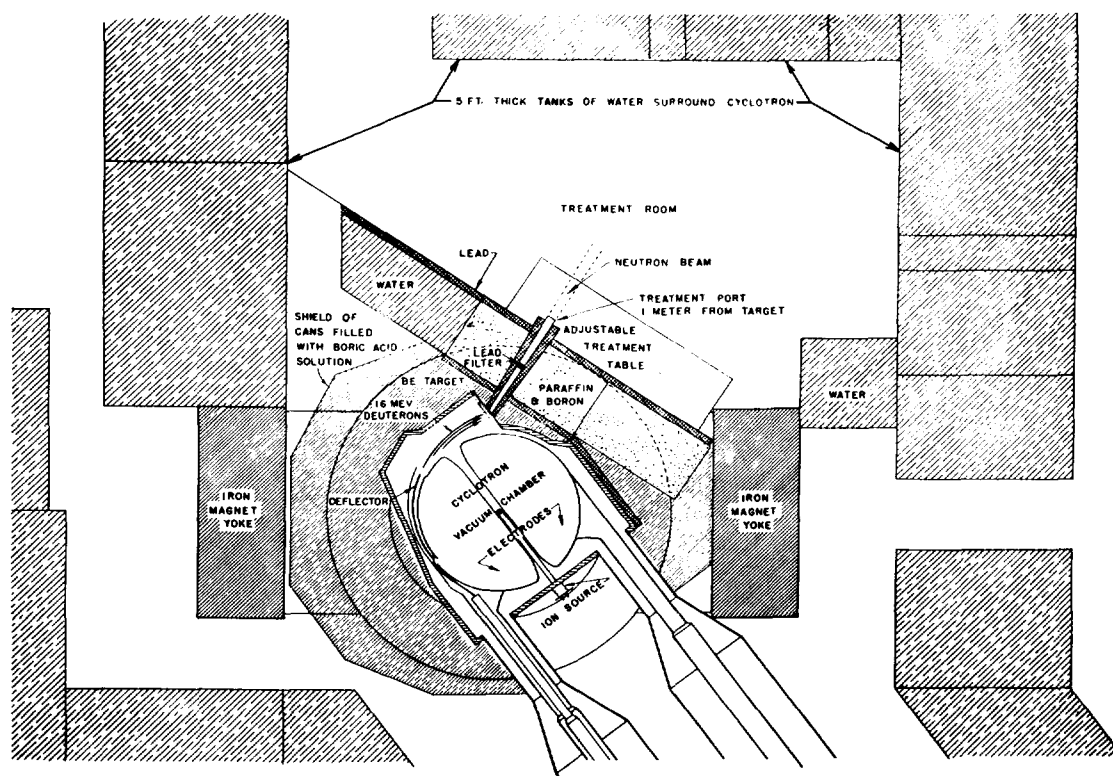 5 FT. THICK TANKS OF WATER SURROUND CYCLOTRON
TREATMENT ROOM
LEAD
NEUTRON BEAM
WATER
TREATMENT PORT
1 METER FROM TARGET
SHIELD OF
CANS FILLED
WITH BORIC ACID
SOLUTION
ADJUSTABLE
TREATMENT
TABLE
LEAD
FILTER
BE TARGET
PARAFFIN
& BORON
16 MEV
DEUTERONS
WATER
DEFLECTOR
CYCLOTRON
VACUUM CHAMBER
ELECTRODES
IRON
MAGNET
YOKE
IRON
MAGNET
YOKE
ION SOURCE